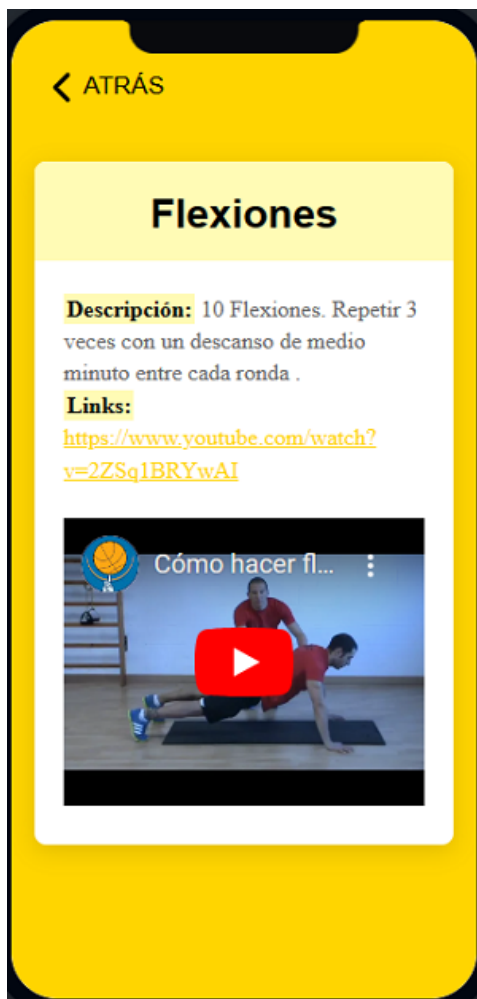 ATRÁS
Flexiones
Descripción: 10 Flexiones. Repetir 3
veces con un descanso de medio
minuto entre cada ronda .
Links:
https://www.youtube.com/watch?
v=2ZSq1BRYwAI
Cómo hacer fl...